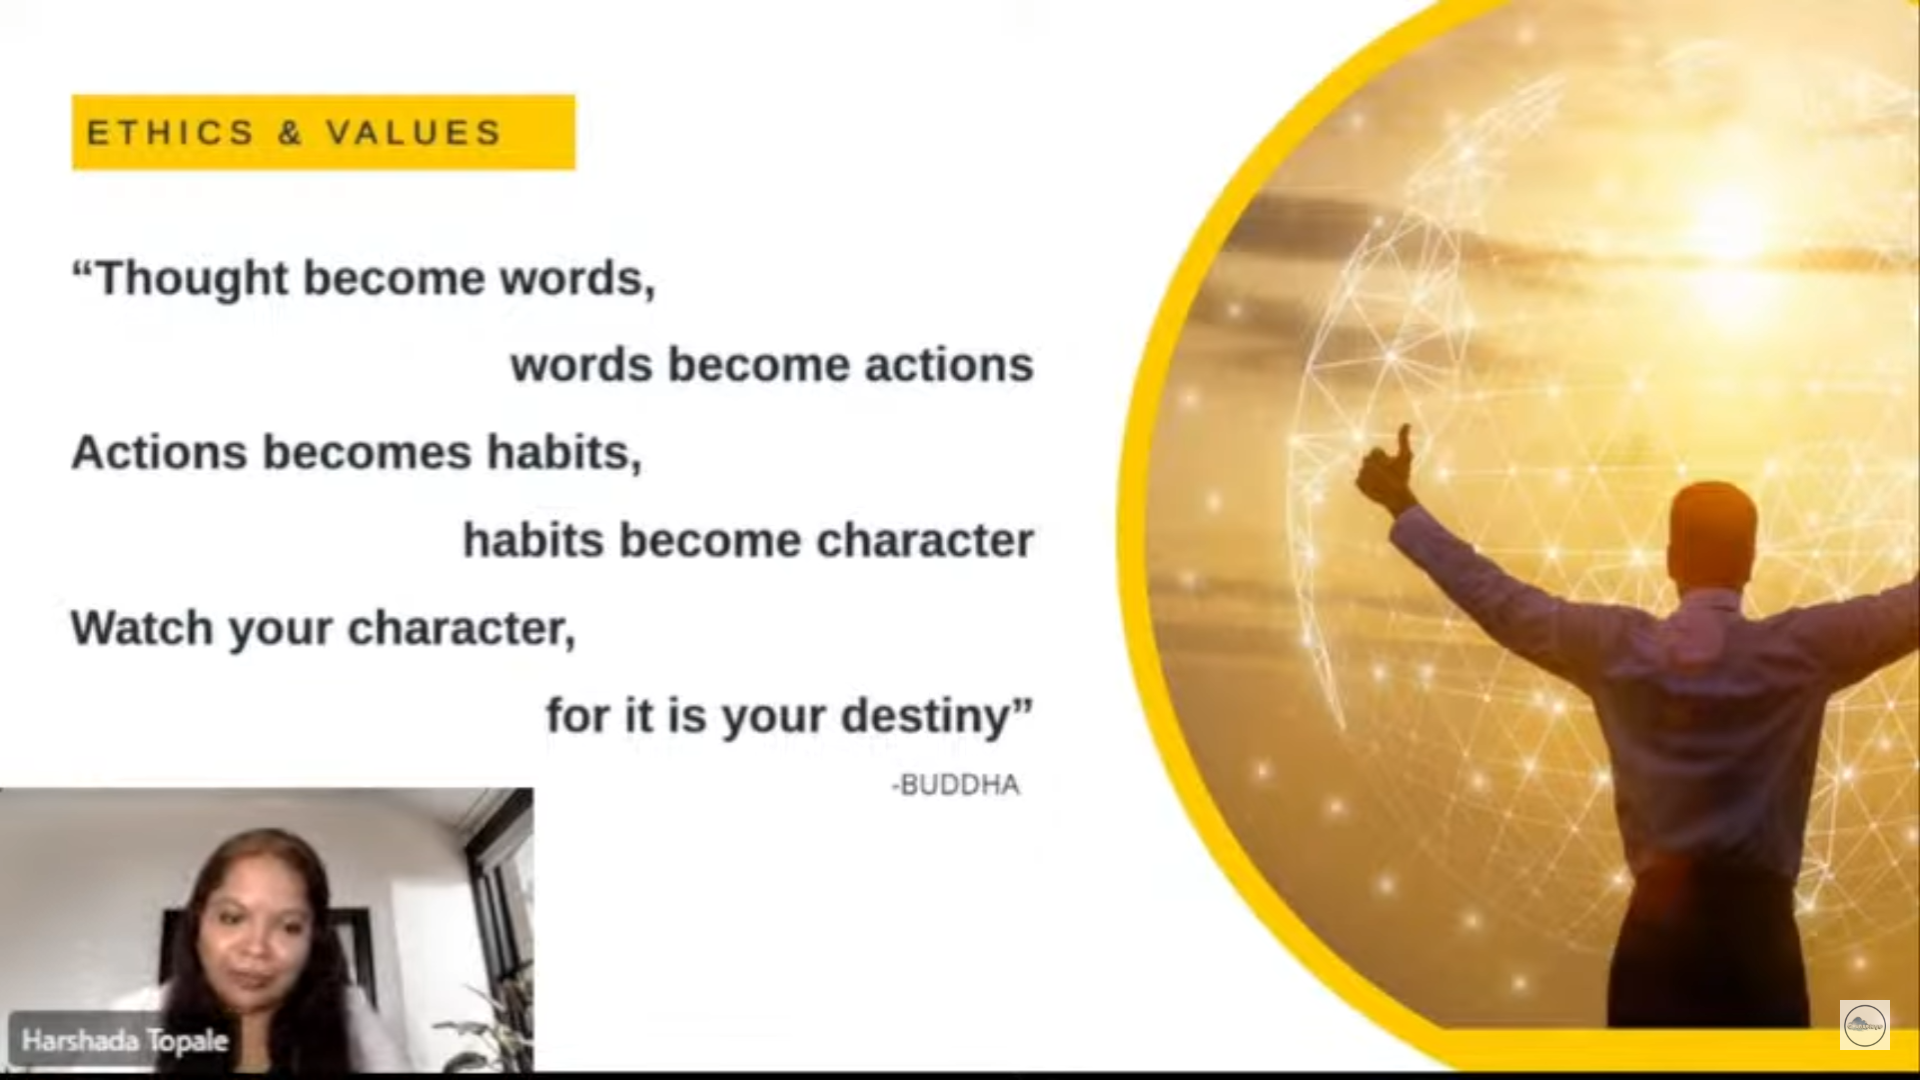 ETHICS & VALUES
“Thought become words,
words become actions
Actions becomes habits,
habits become character
Watch your character,
for it is your destiny”
-BUDDHA
Harshada Topale